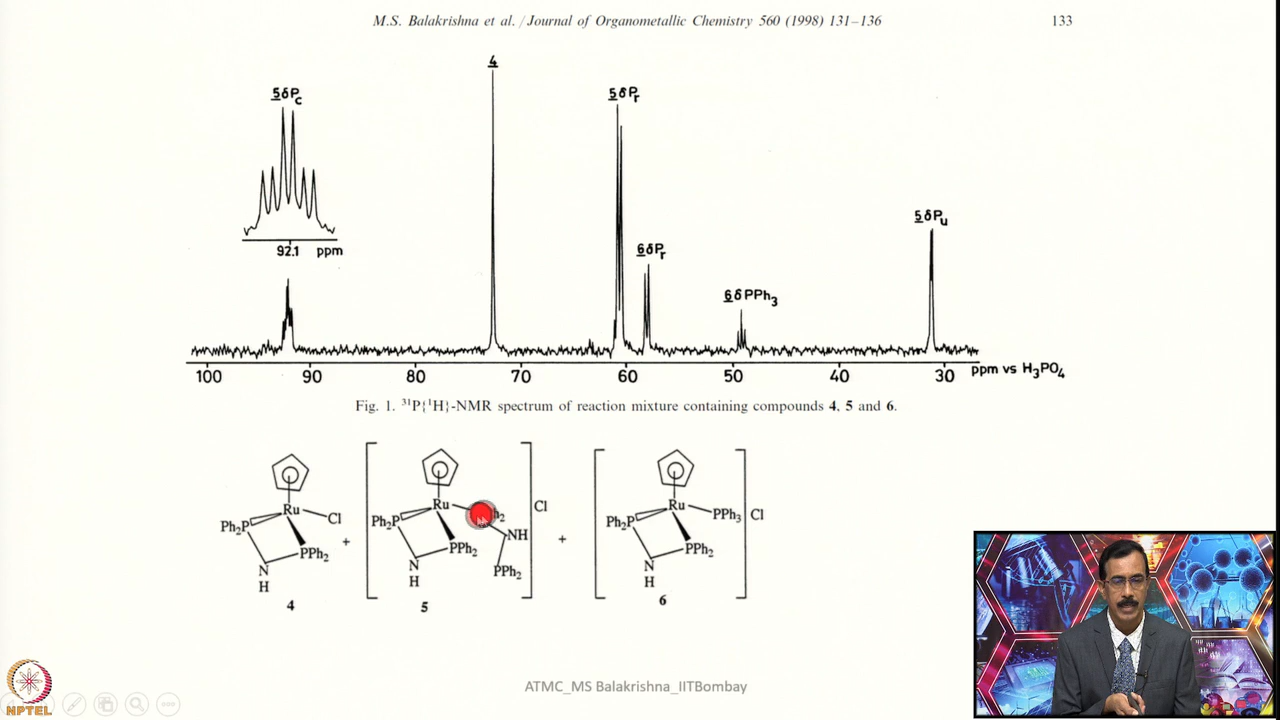 M.S. Balakrishna et al. / Journal of Organometallic Chemistry 560 (1998) 131–136
133
4
5δPc
5δPr
5δPu
92.1 ppm
6δPr
6δPPh3
100 90 80 70 60 50 40 30 ppm vs H3PO4
Fig. 1. 31P{1H}-NMR spectrum of reaction mixture containing compounds 4, 5 and 6.
Ru
Cl
Ph2P
PPh2
N
H
4
+
Ru
Ph2P
PPh2
N
H
NH
PPh2
Cl
5
+
Ru
PPh3
Ph2P
PPh2
N
H
Cl
6
ATMC_MS Balakrishna_IITBombay
NPTEL